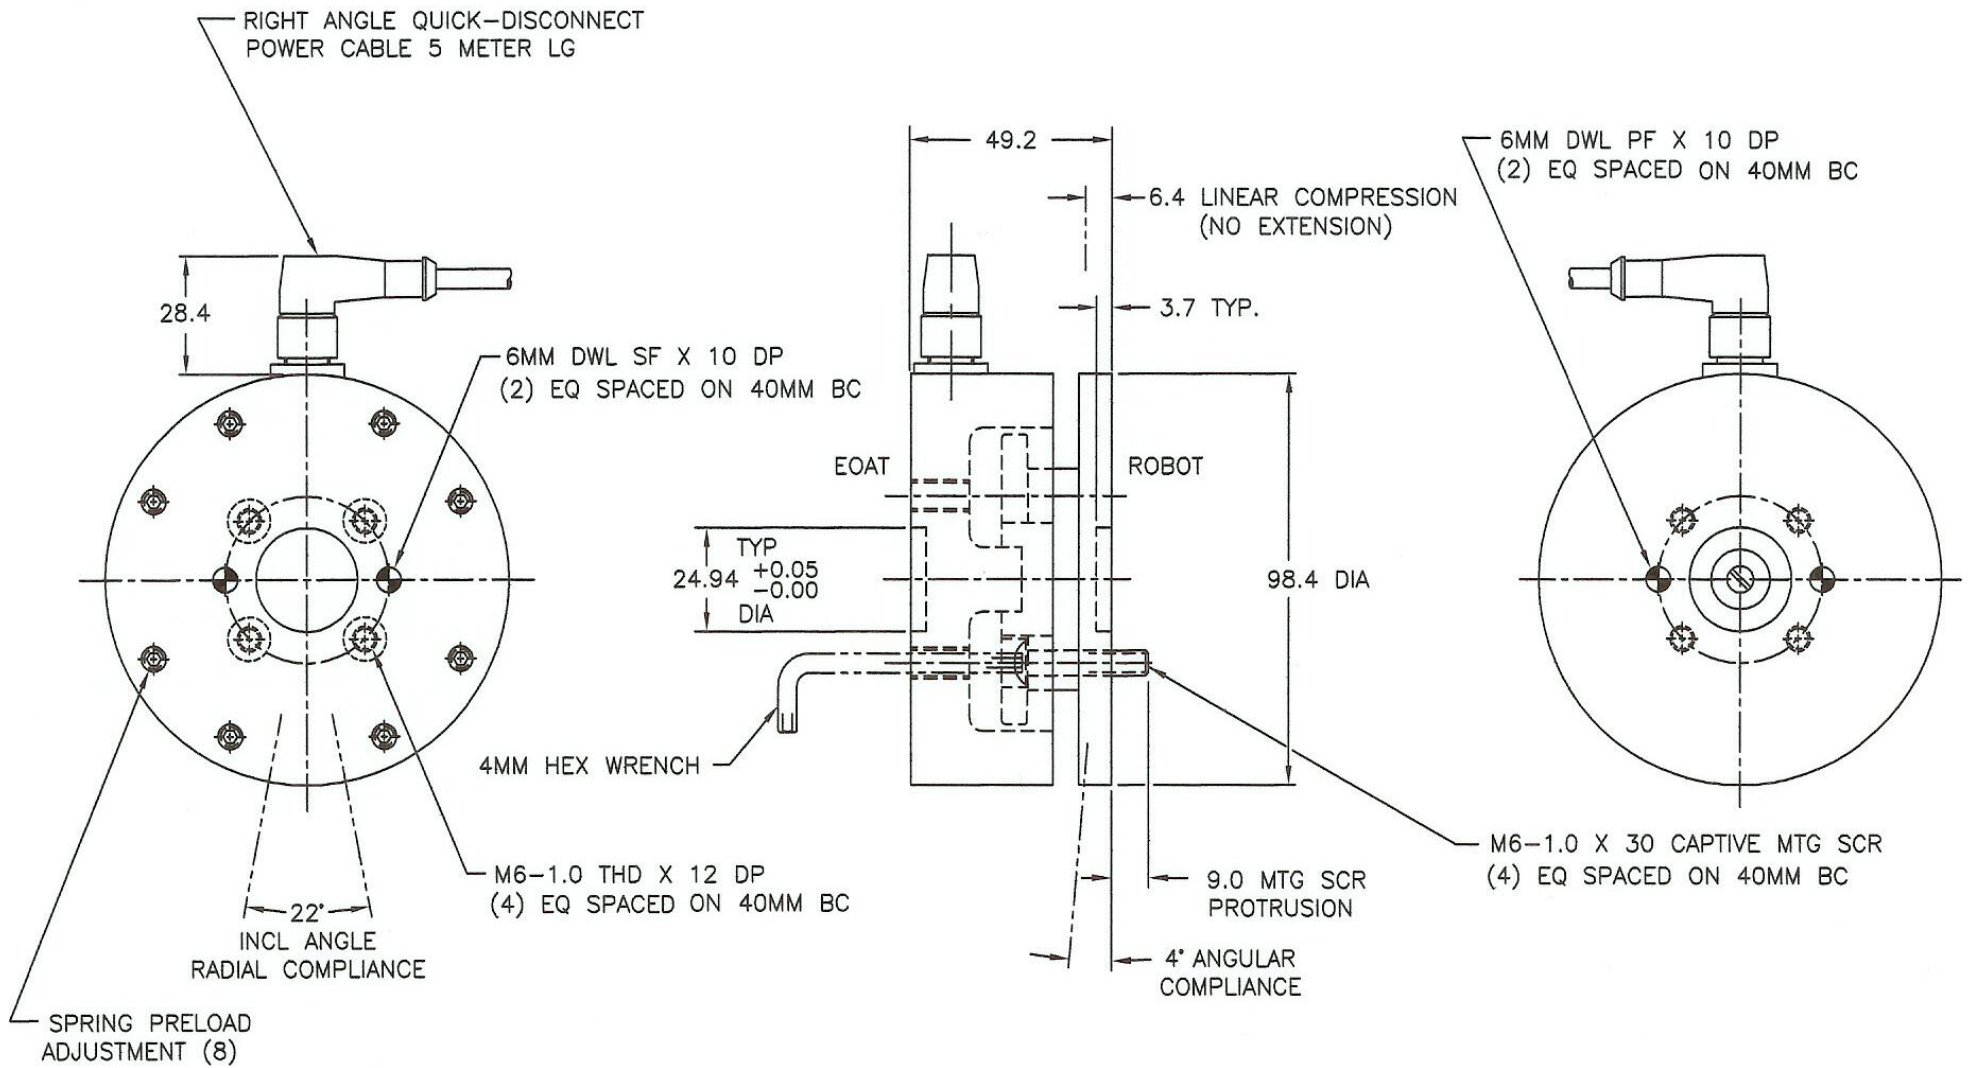 RIGHT ANGLE QUICK-DISCONNECT
POWER CABLE 5 METER LG
28.4
6MM DWL SF X 10 DP
(2) EQ SPACED ON 40MM BC
M6-1.0 THD X 12 DP
(4) EQ SPACED ON 40MM BC
22°
INCL ANGLE
RADIAL COMPLIANCE
SPRING PRELOAD
ADJUSTMENT (8)
49.2
6.4 LINEAR COMPRESSION
(NO EXTENSION)
3.7 TYP.
EOAT
ROBOT
TYP
24.94 +0.05
-0.00
DIA
98.4 DIA
4MM HEX WRENCH
9.0 MTG SCR
PROTRUSION
4° ANGULAR
COMPLIANCE
6MM DWL PF X 10 DP
(2) EQ SPACED ON 40MM BC
M6-1.0 X 30 CAPTIVE MTG SCR
(4) EQ SPACED ON 40MM BC